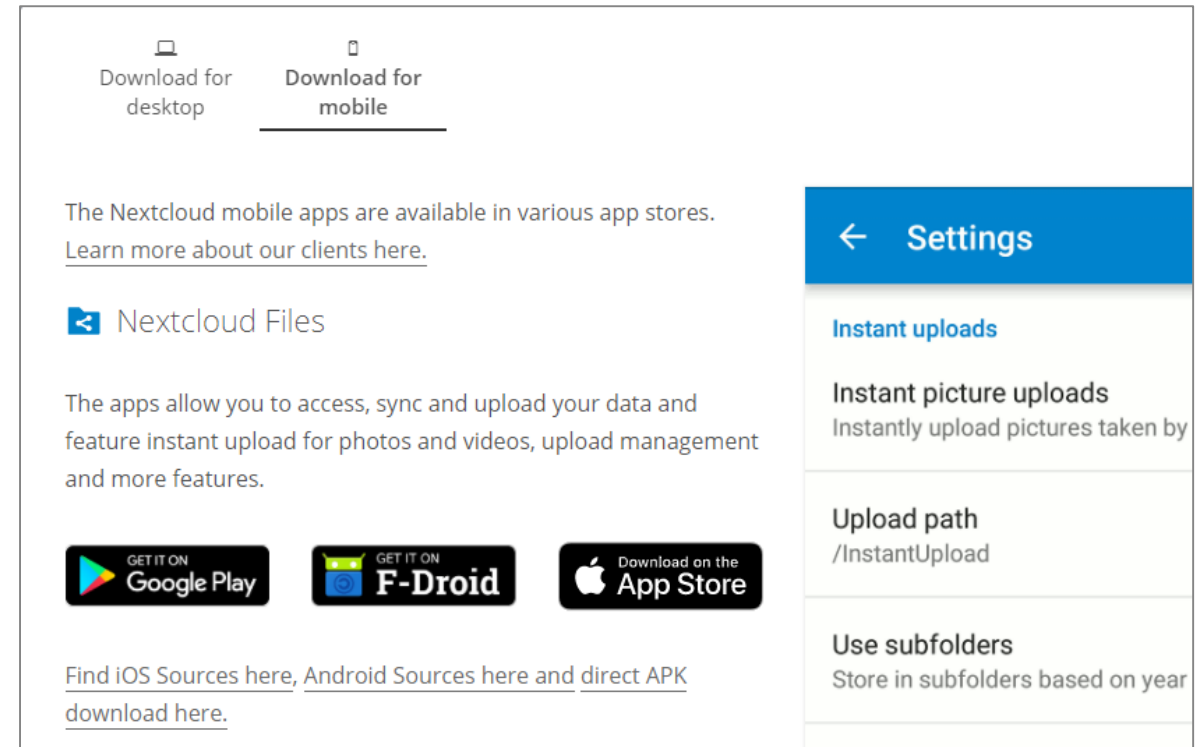 Download for
desktop
Download for
mobile
The Nextcloud mobile apps are available in various app stores.
Learn more about our clients here.
Nextcloud Files
The apps allow you to access, sync and upload your data and
feature instant upload for photos and videos, upload management
and more features.
GET IT ON
Google Play
GET IT ON
F-Droid
Download on the
App Store
Find iOS Sources here, Android Sources here and direct APK
download here.
Settings
Instant uploads
Instant picture uploads
Instantly upload pictures taken by
Upload path
/InstantUpload
Use subfolders
Store in subfolders based on year